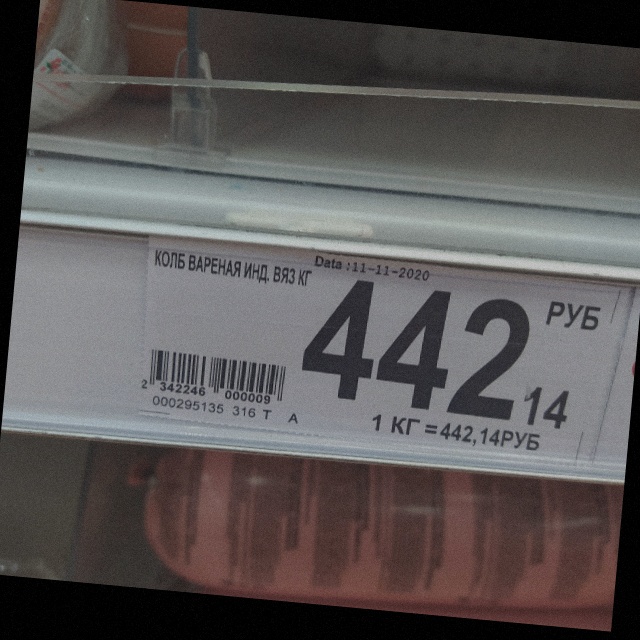 КОЛБ ВАРЕНАЯ ИНД. ВЯЗ КГ
Data :11-11-2020
442 14
РУБ
2 342246 000009
000295135 316 T A
1 КГ = 442,14РУБ